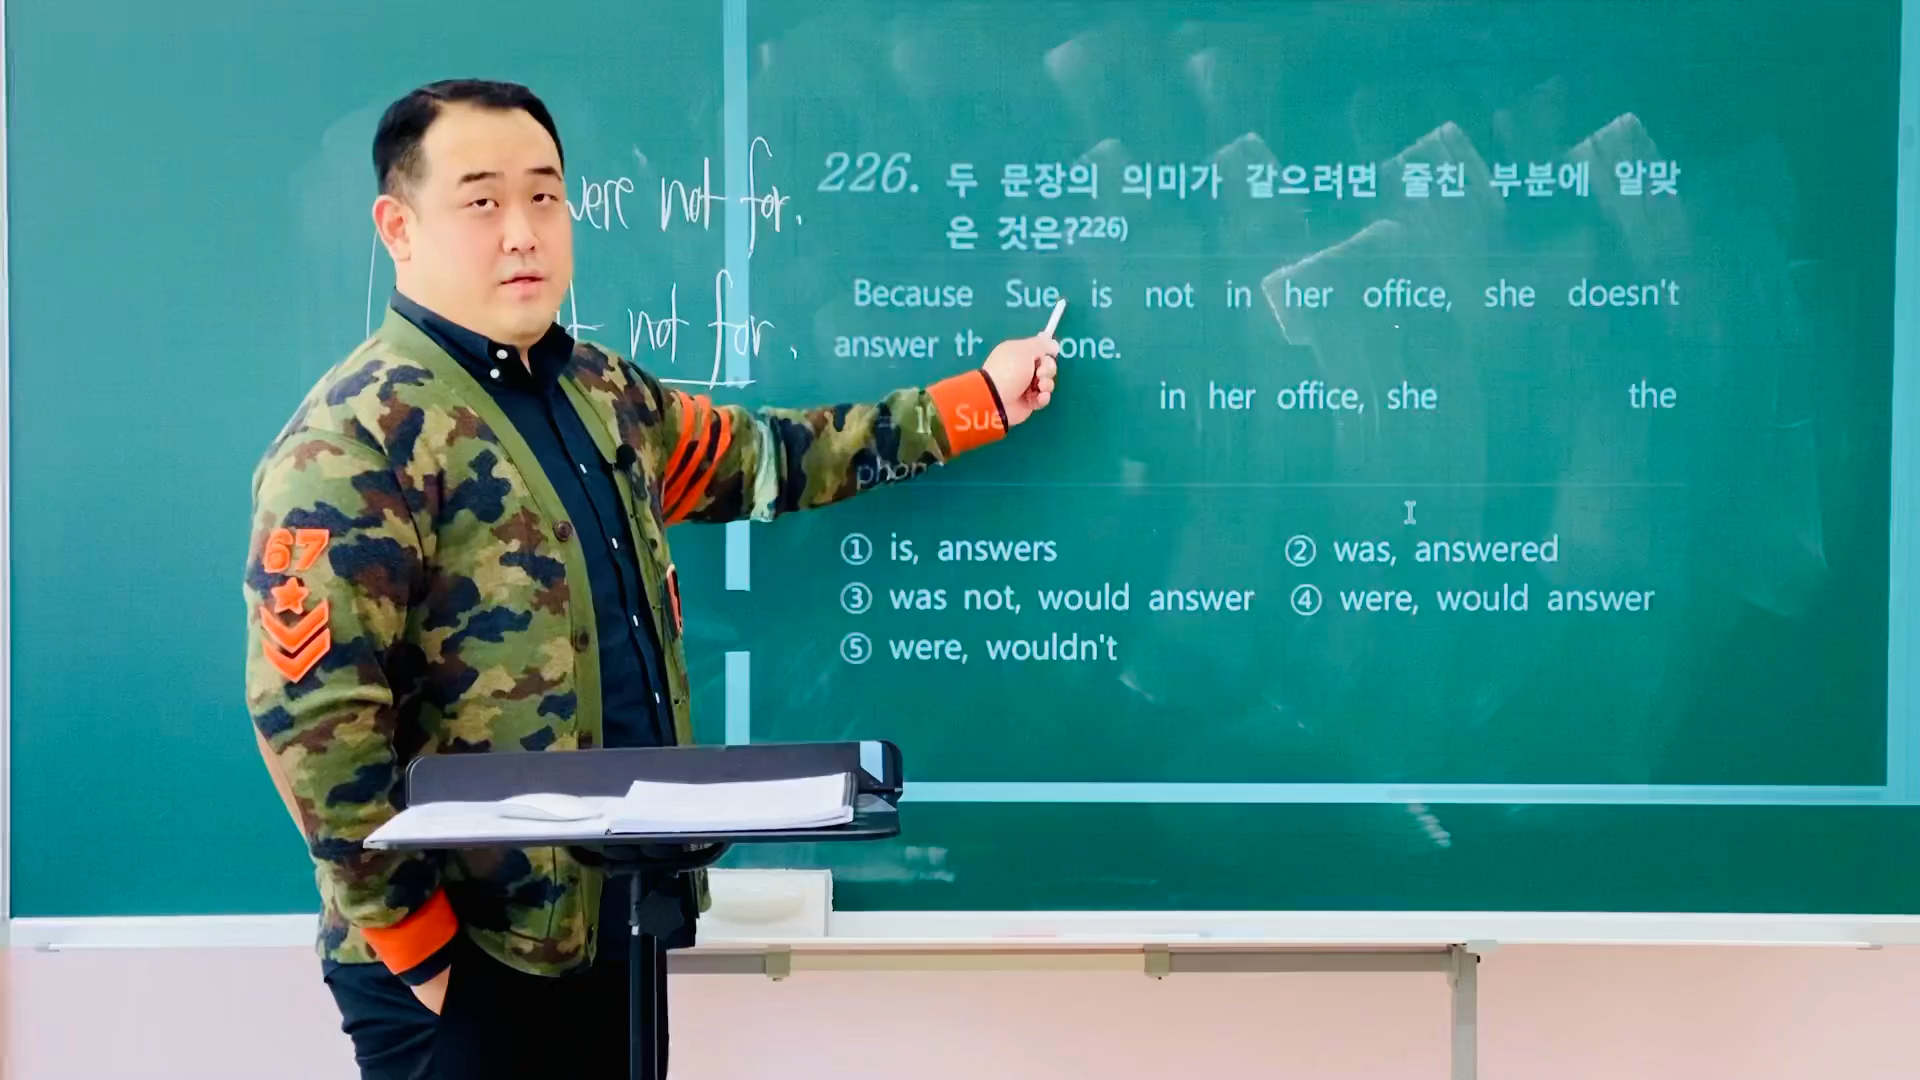 were not for.
not for.
226. 두 문장의 의미가 같으려면 줄친 부분에 알맞
은 것은?226)
Because Sue is not in her office, she doesn't
answer one.
If Sue in her office, she the
phon
① is, answers ② was, answered
③ was not, would answer ④ were, would answer
⑤ were, wouldn't
67